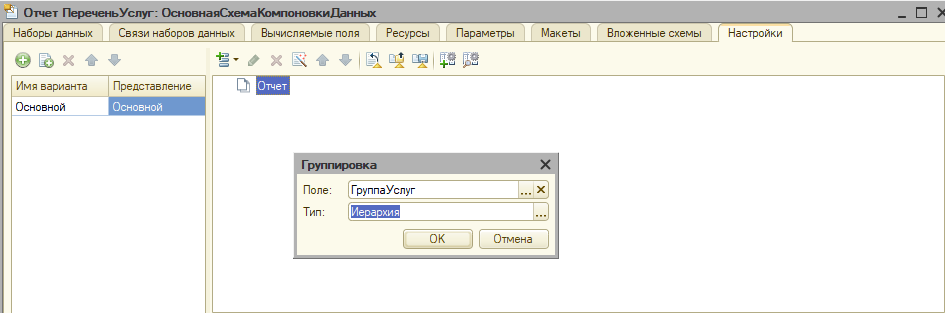 Отчет ПереченьУслуг: ОсновнаяСхемаКомпоновкиДанных
Наборы данных Связи наборов данных Вычисляемые поля Ресурсы Параметры Макеты Вложенные схемы Настройки
Имя варианта Представление
Основной Основной
Отчет
Группировка
Поле: ГруппаУслуг ...
Тип: Иерархия ...
OK Отмена